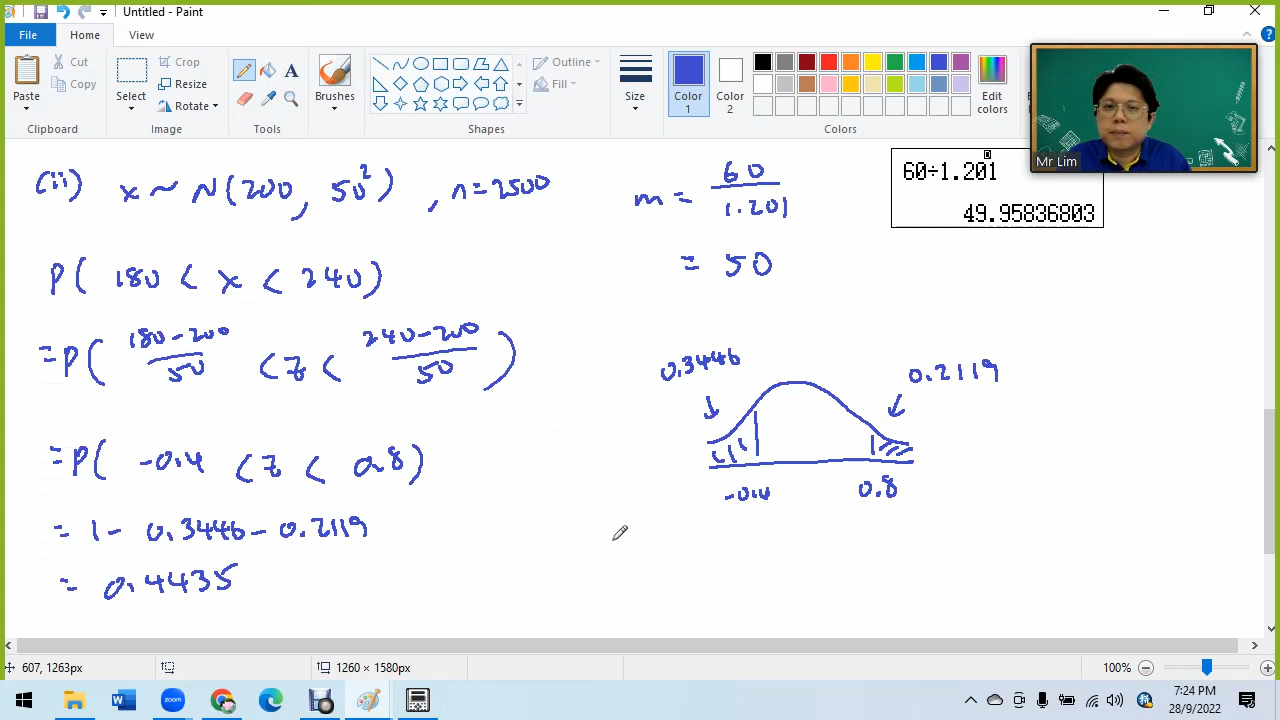 Untitled - Paint
File Home View
Paste Cut Copy Clipboard
Select Crop Resize Rotate Image
Tools
Brushes
Outline Fill Shapes
Size
Color 1 Color 2 Edit colors Colors
Mr Lim
(ii) x ~ N(200, 50²), n=2500
P(180 < x < 240)
=P( 180-200/50 < Z < 240-200/50 )
=P( -0.4 < Z < 0.8)
= 1 - 0.3446 - 0.2119
= 0.4435
m = 60/1.201
= 50
60÷1.201
49.95836803
0.3446
0.2119
-0.4 0.8
607, 1263px
1260 × 1580px
100%
zoom
7:24 PM
28/9/2022